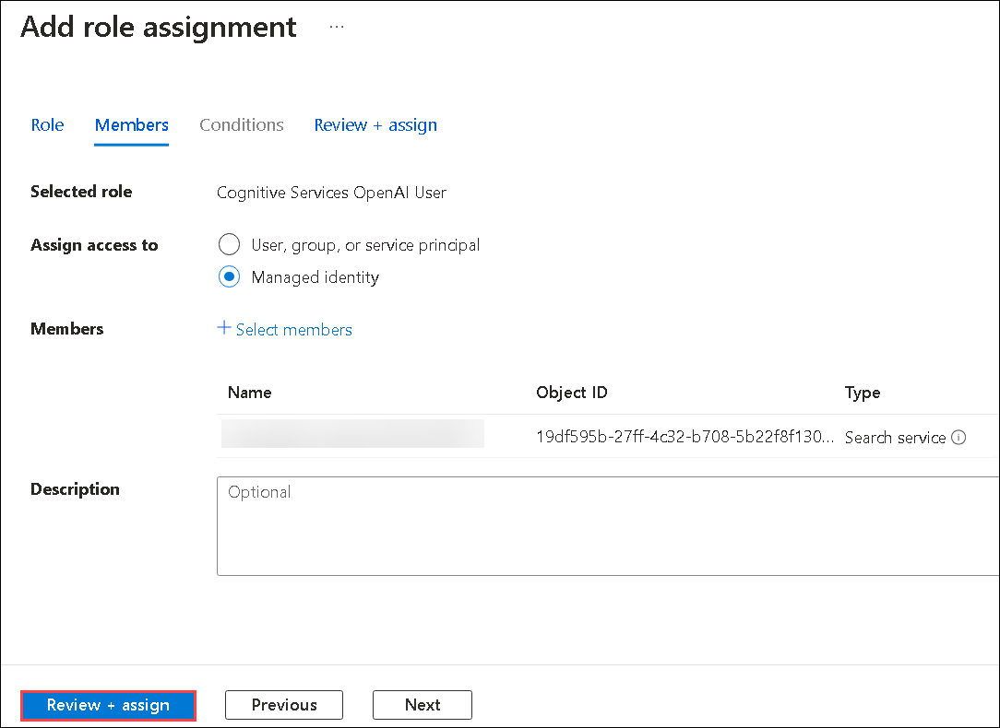 Add role assignment ...
Role Members Conditions Review + assign
Selected role Cognitive Services OpenAI User
Assign access to User, group, or service principal
Managed identity
Members + Select members
Name Object ID Type
19df595b-27ff-4c32-b708-5b22f8f130... Search service
Description Optional
Review + assign Previous Next